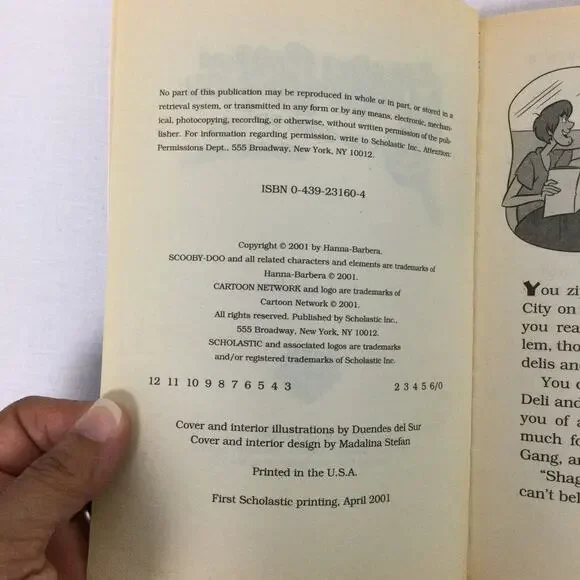 No part of this publication may be reproduced in whole or in part, or stored in a
retrieval system, or transmitted in any form or by any means, electronic, mechan-
ical, photocopying, recording, or otherwise, without written permission of the pub-
lisher. For information regarding permission, write to Scholastic Inc., Attention:
Permissions Dept., 555 Broadway, New York, NY 10012.
ISBN 0-439-23160-4
Copyright © 2001 by Hanna-Barbera.
SCOOBY-DOO and all related characters and elements are trademarks of
Hanna-Barbera © 2001.
CARTOON NETWORK and logo are trademarks of
Cartoon Network © 2001.
All rights reserved. Published by Scholastic Inc.,
555 Broadway, New York, NY 10012.
SCHOLASTIC and associated logos are trademarks
and/or registered trademarks of Scholastic Inc.
12 11 10 9 8 7 6 5 4 3 2 3 4 5 6/0
Cover and interior illustrations by Duendes del Sur
Cover and interior design by Madalina Stefan
Printed in the U.S.A.
First Scholastic printing, April 2001
You zi
City on
you rea
lem, tho
delis and
You
Deli and
you of a
much fo
Gang, an
"Shag
can't bel